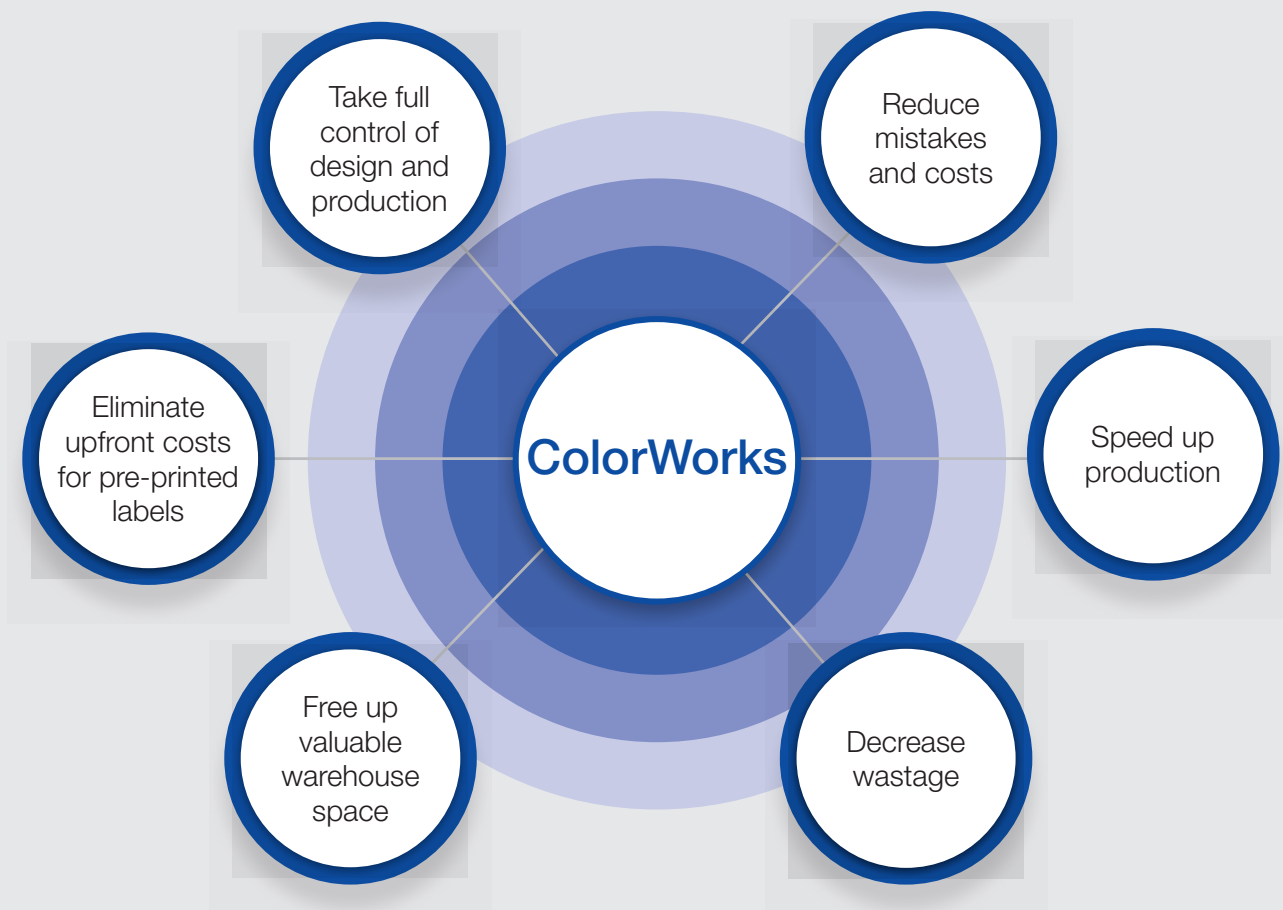 Take full
control of
design and
production
Reduce
mistakes
and costs
Eliminate
upfront costs
for pre-printed
labels
ColorWorks
Speed up
production
Free up
valuable
warehouse
space
Decrease
wastage